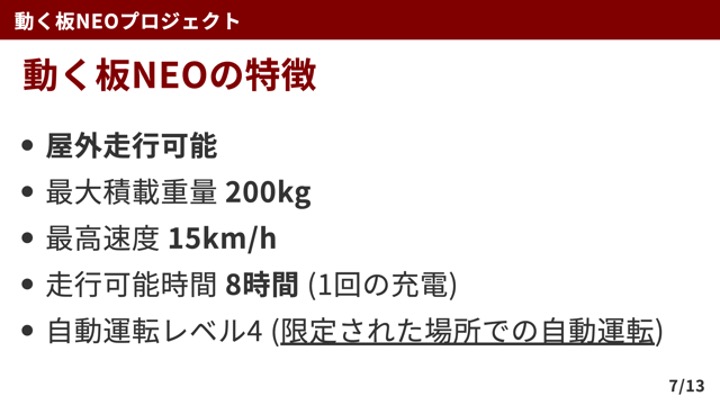 動く板NEOプロジェクト
動く板NEOの特徴
• 屋外走行可能
• 最大積載重量 200kg
• 最高速度 15km/h
• 走行可能時間 8時間 (1回の充電)
• 自動運転レベル4 (限定された場所での自動運転)
7/13